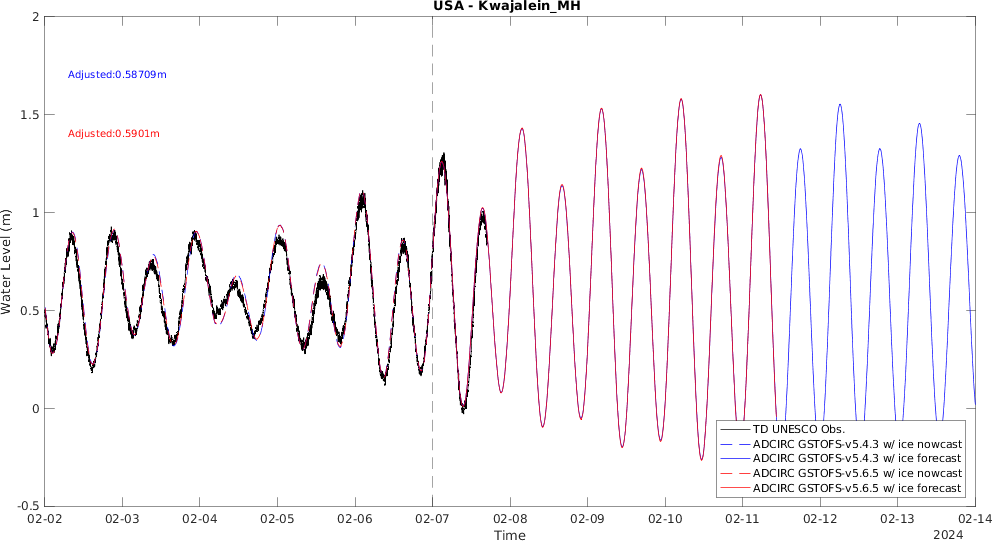 USA - Kwajalein_MH
2
1.5
1
0.5
0
-0.5
Water Level (m)
Adjusted:0.58709m
Adjusted:0.5901m
TD UNESCO Obs.
ADCIRC GSTOFS-v5.4.3 w/ ice nowcast
ADCIRC GSTOFS-v5.4.3 w/ ice forecast
ADCIRC GSTOFS-v5.6.5 w/ ice nowcast
ADCIRC GSTOFS-v5.6.5 w/ ice forecast
02-02 02-03 02-04 02-05 02-06 02-07 02-08 02-09 02-10 02-11 02-12 02-13 02-14
Time
2024